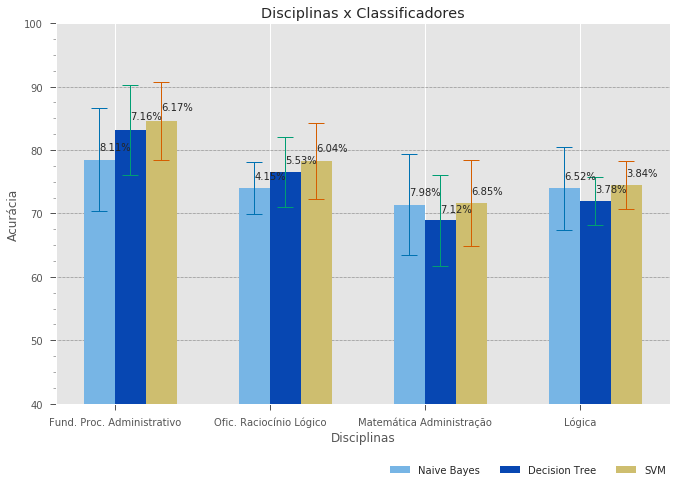 Disciplinas x Classificadores
100
90
80
70
60
50
40
Acurácia
8.11%
7.16%
6.17%
4.15%
5.53%
6.04%
7.98%
7.12%
6.85%
6.52%
3.78%
3.84%
Fund. Proc. Administrativo
Ofic. Raciocínio Lógico
Matemática Administração
Lógica
Disciplinas
Naive Bayes
Decision Tree
SVM